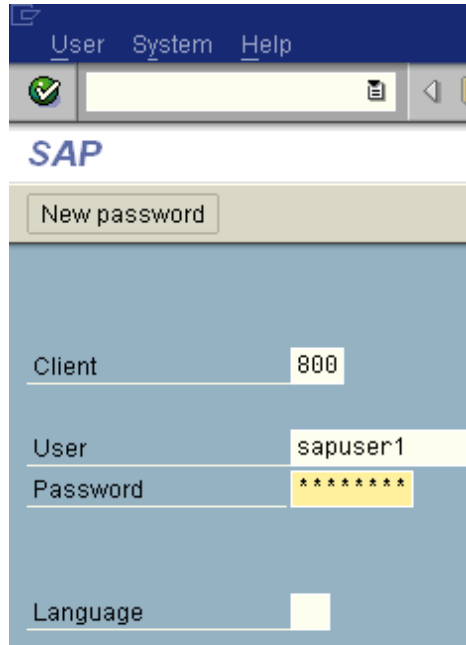 User System Help
SAP
New password
Client 800
User sapuser1
Password ********
Language